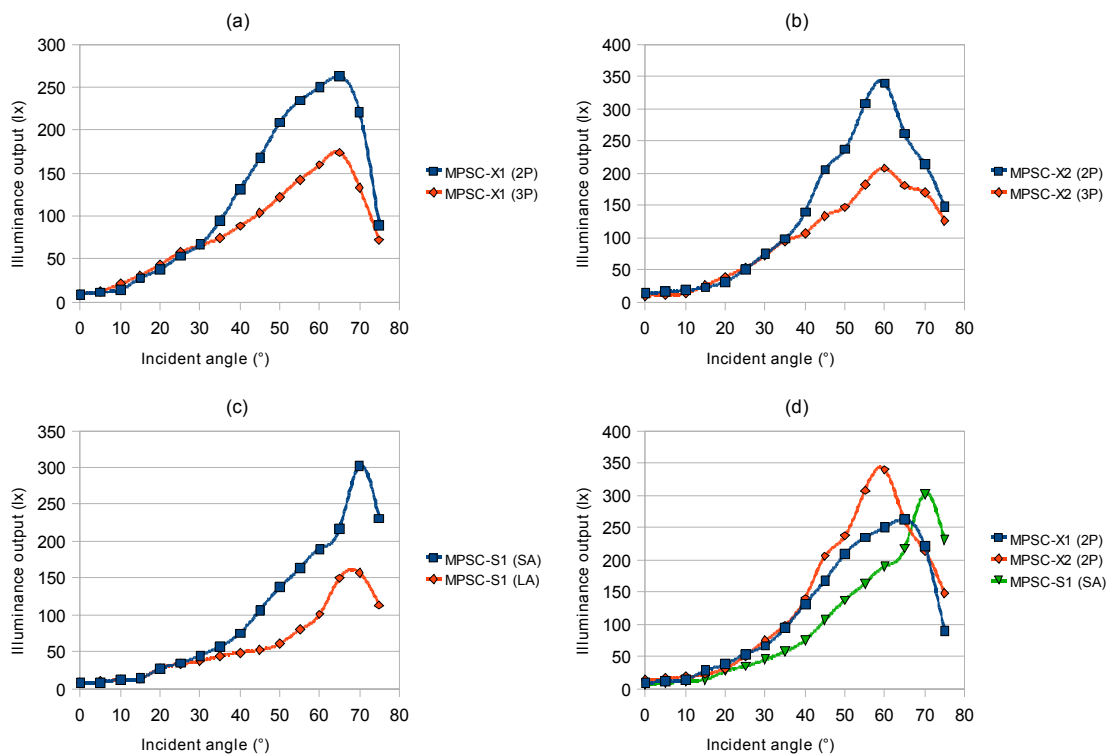 (a)
300
250
200
150
100
50
0
0 10 20 30 40 50 60 70 80
Illuminance output (lx)
Incident angle (°)
MPSC-X1 (2P)
MPSC-X1 (3P)
(b)
400
350
300
250
200
150
100
50
0
0 10 20 30 40 50 60 70 80
Illuminance output (lx)
Incident angle (°)
MPSC-X2 (2P)
MPSC-X2 (3P)
(c)
350
300
250
200
150
100
50
0
0 10 20 30 40 50 60 70 80
Illuminance output (lx)
Incident angle (°)
MPSC-S1 (SA)
MPSC-S1 (LA)
(d)
400
350
300
250
200
150
100
50
0
0 10 20 30 40 50 60 70 80
Illuminance output (lx)
Incident angle (°)
MPSC-X1 (2P)
MPSC-X2 (2P)
MPSC-S1 (SA)